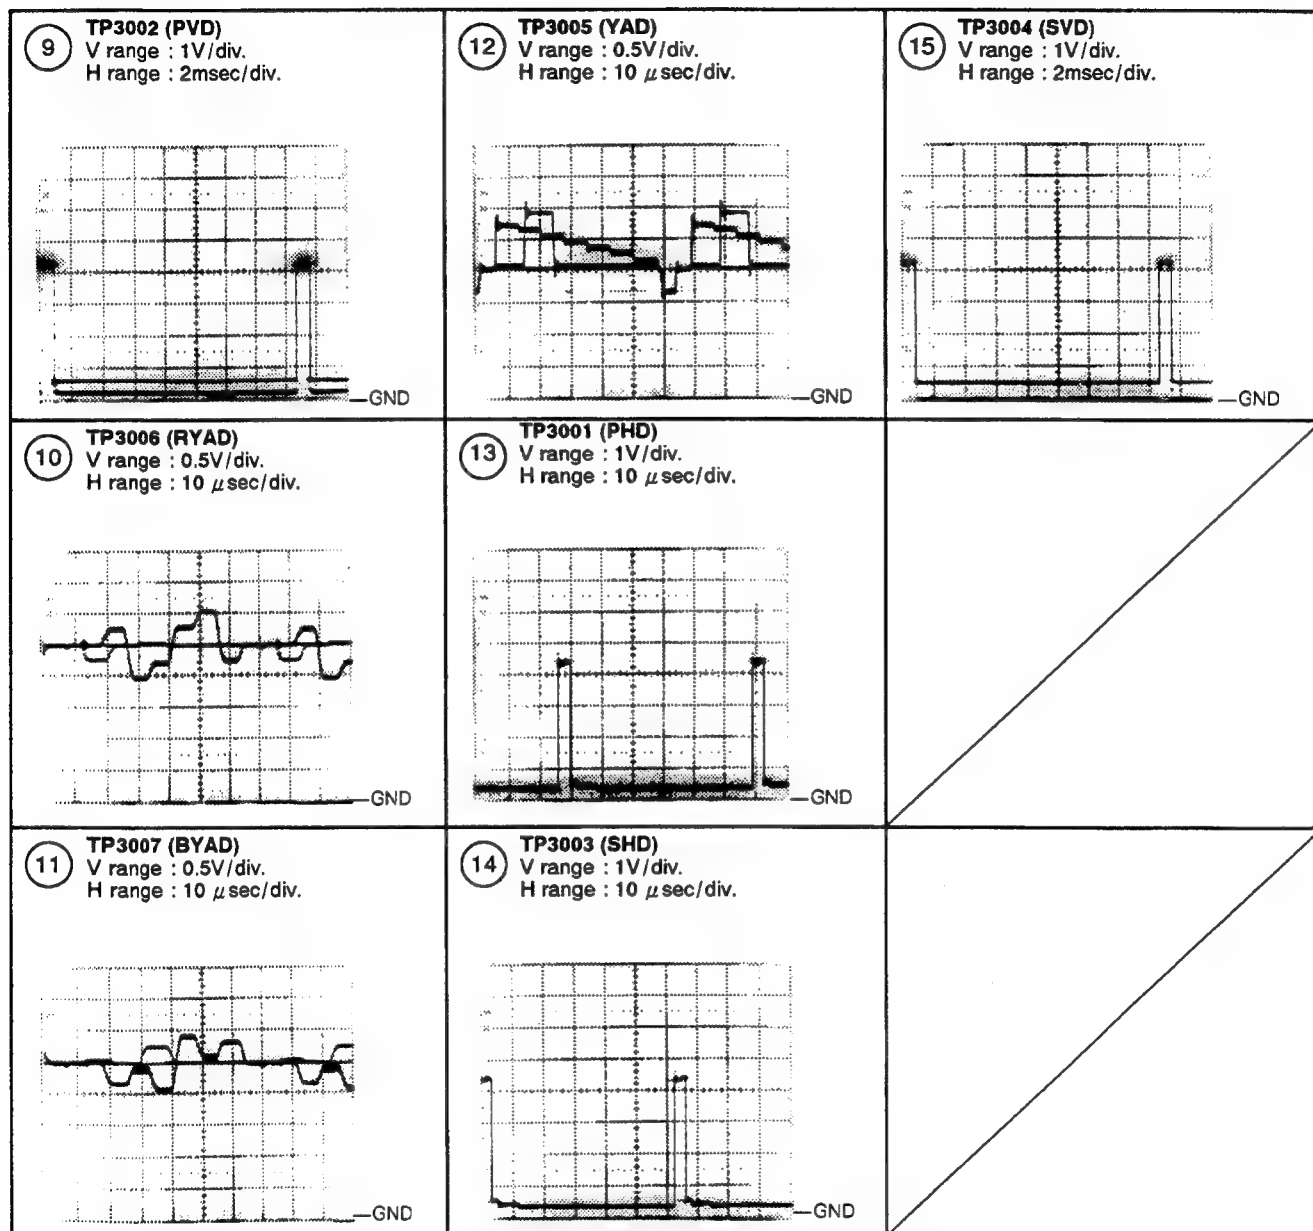 9
TP3002 (PVD)
V range : 1V/div.
H range : 2msec/div.
GND
12
TP3005 (YAD)
V range : 0.5V/div.
H range : 10 μsec/div.
GND
15
TP3004 (SVD)
V range : 1V/div.
H range : 2msec/div.
GND
10
TP3006 (RYAD)
V range : 0.5V/div.
H range : 10 μsec/div.
GND
13
TP3001 (PHD)
V range : 1V/div.
H range : 10 μsec/div.
GND
11
TP3007 (BYAD)
V range : 0.5V/div.
H range : 10 μsec/div.
GND
14
TP3003 (SHD)
V range : 1V/div.
H range : 10 μsec/div.
GND